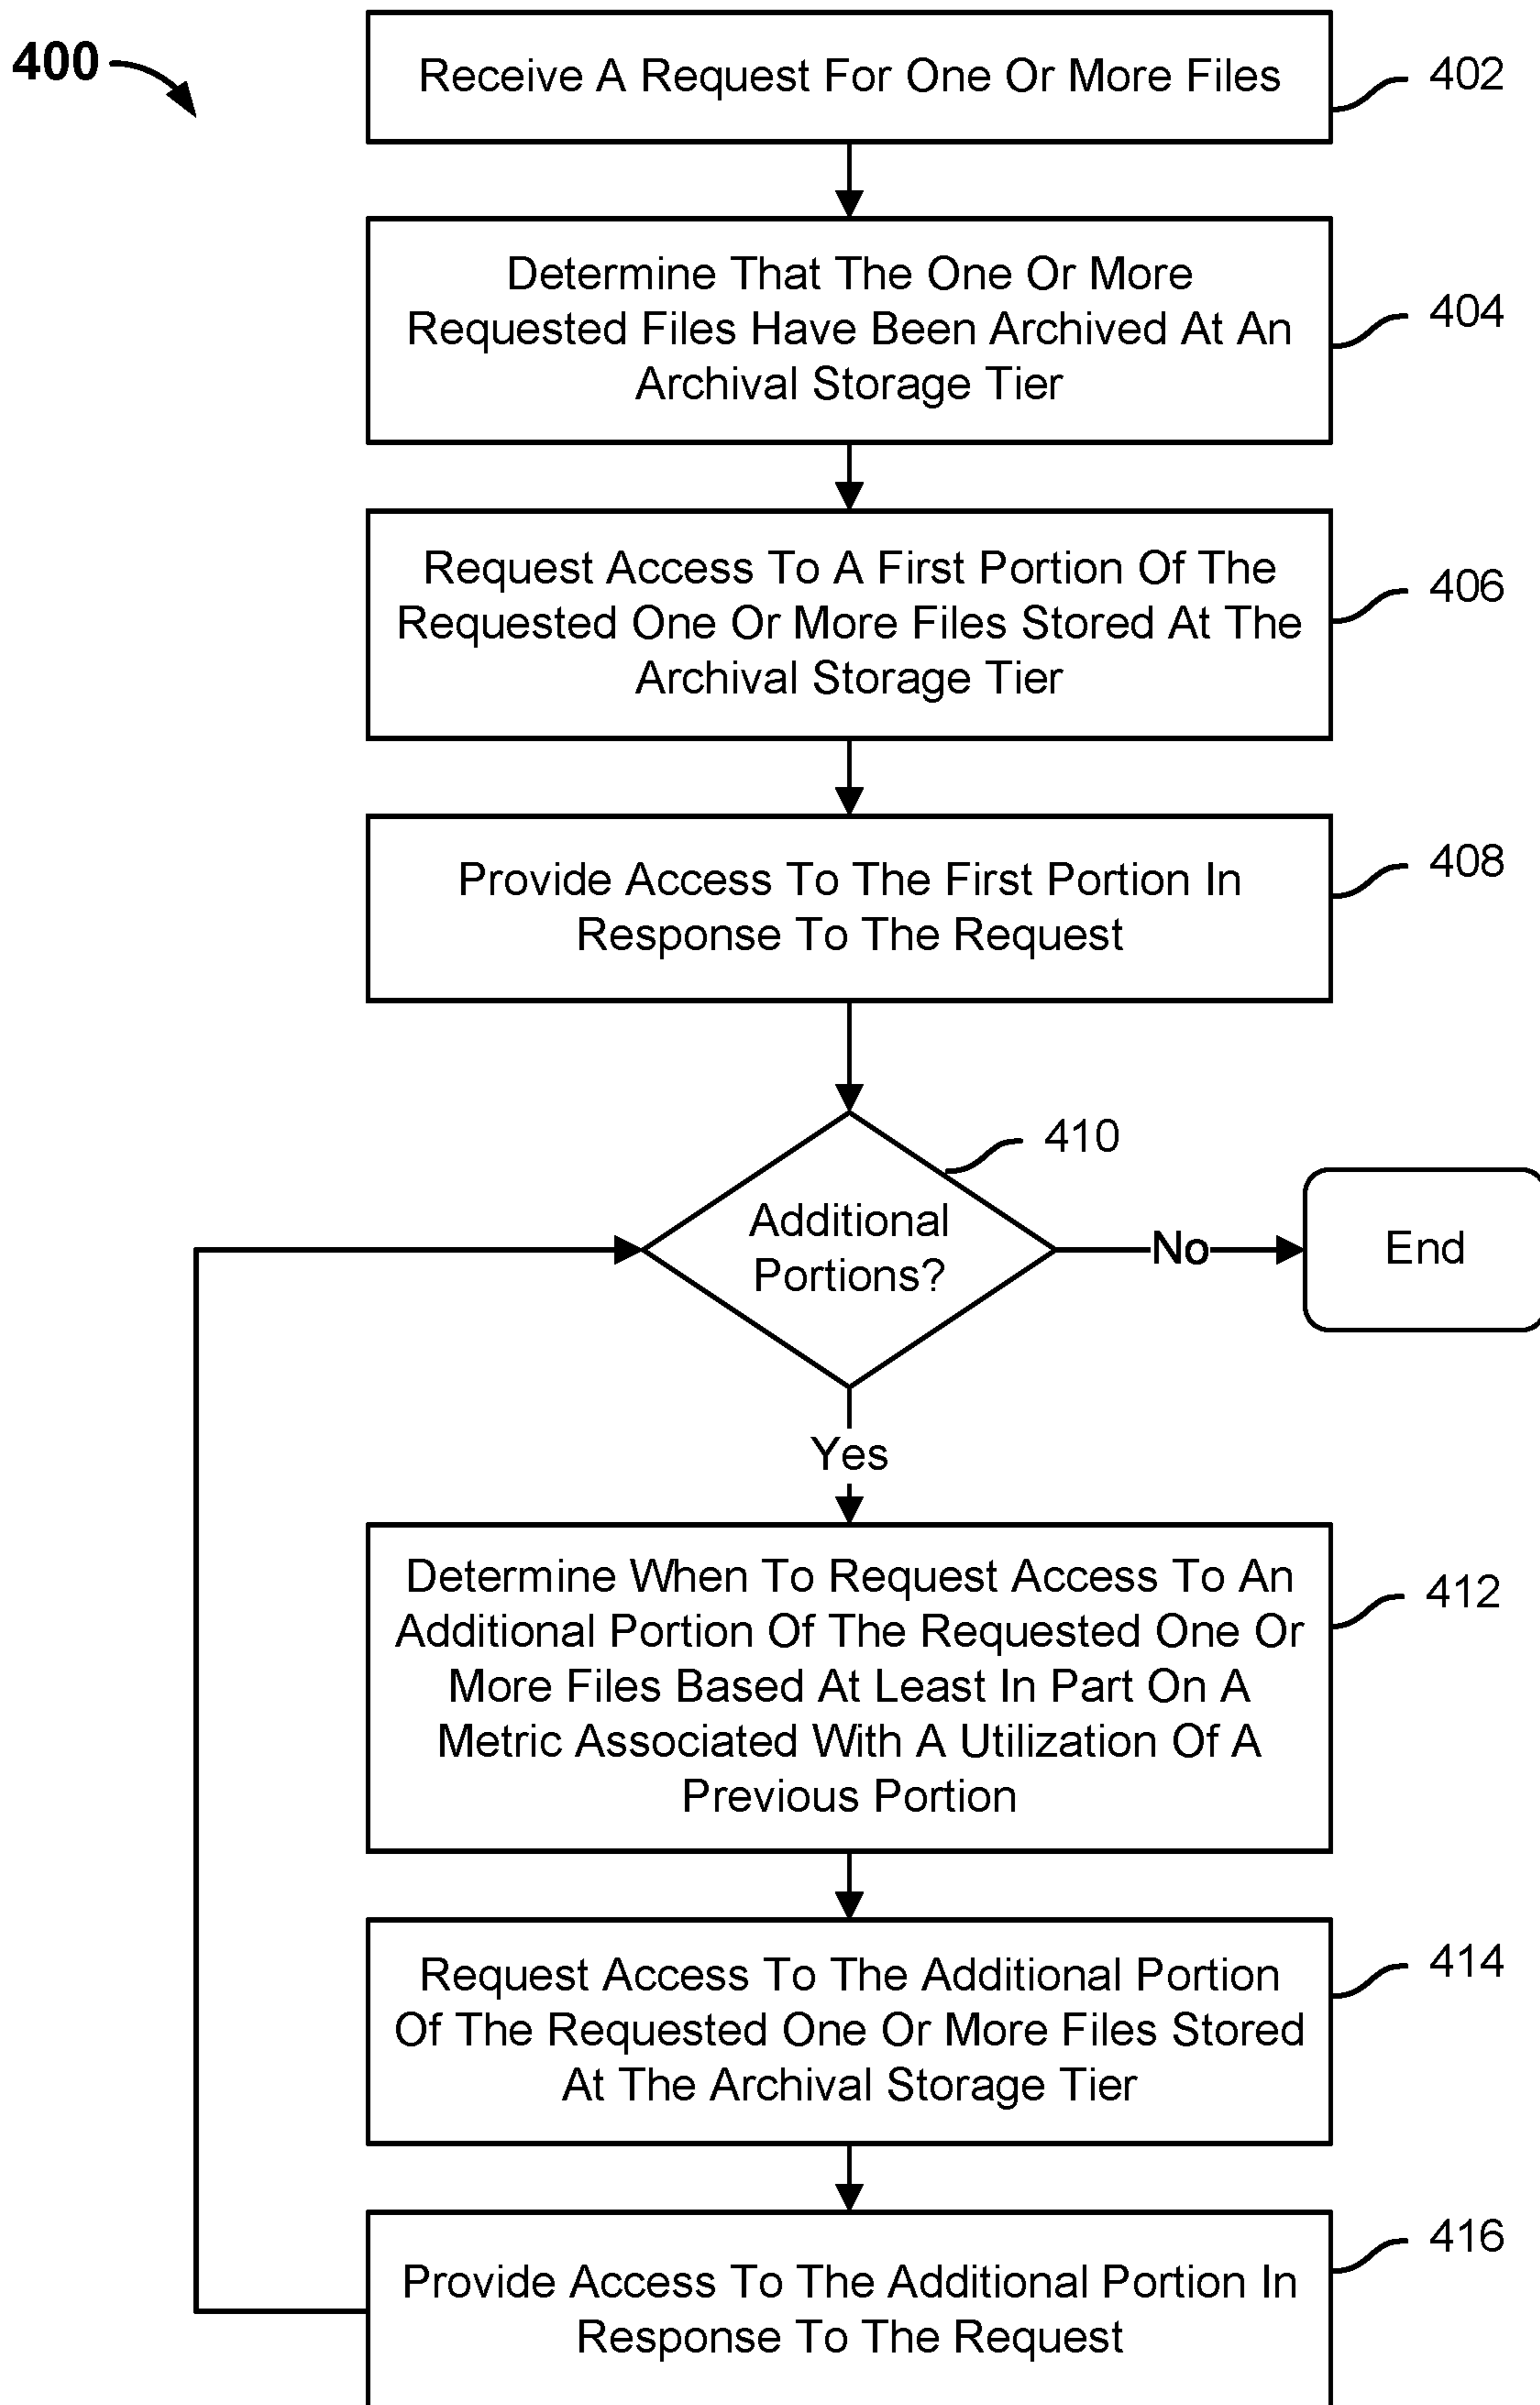 400
Receive A Request For One Or More Files
402
Determine That The One Or More
Requested Files Have Been Archived At An
Archival Storage Tier
404
Request Access To A First Portion Of The
Requested One Or More Files Stored At The
Archival Storage Tier
406
Provide Access To The First Portion In
Response To The Request
408
410
Additional
Portions?
No
End
Yes
Determine When To Request Access To An
Additional Portion Of The Requested One Or
More Files Based At Least In Part On A
Metric Associated With A Utilization Of A
Previous Portion
412
Request Access To The Additional Portion
Of The Requested One Or More Files Stored
At The Archival Storage Tier
414
Provide Access To The Additional Portion In
Response To The Request
416